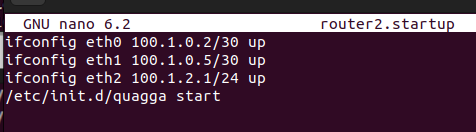 GNU nano 6.2 router2.startup
ifconfig eth0 100.1.0.2/30 up
ifconfig eth1 100.1.0.5/30 up
ifconfig eth2 100.1.2.1/24 up
/etc/init.d/quagga start